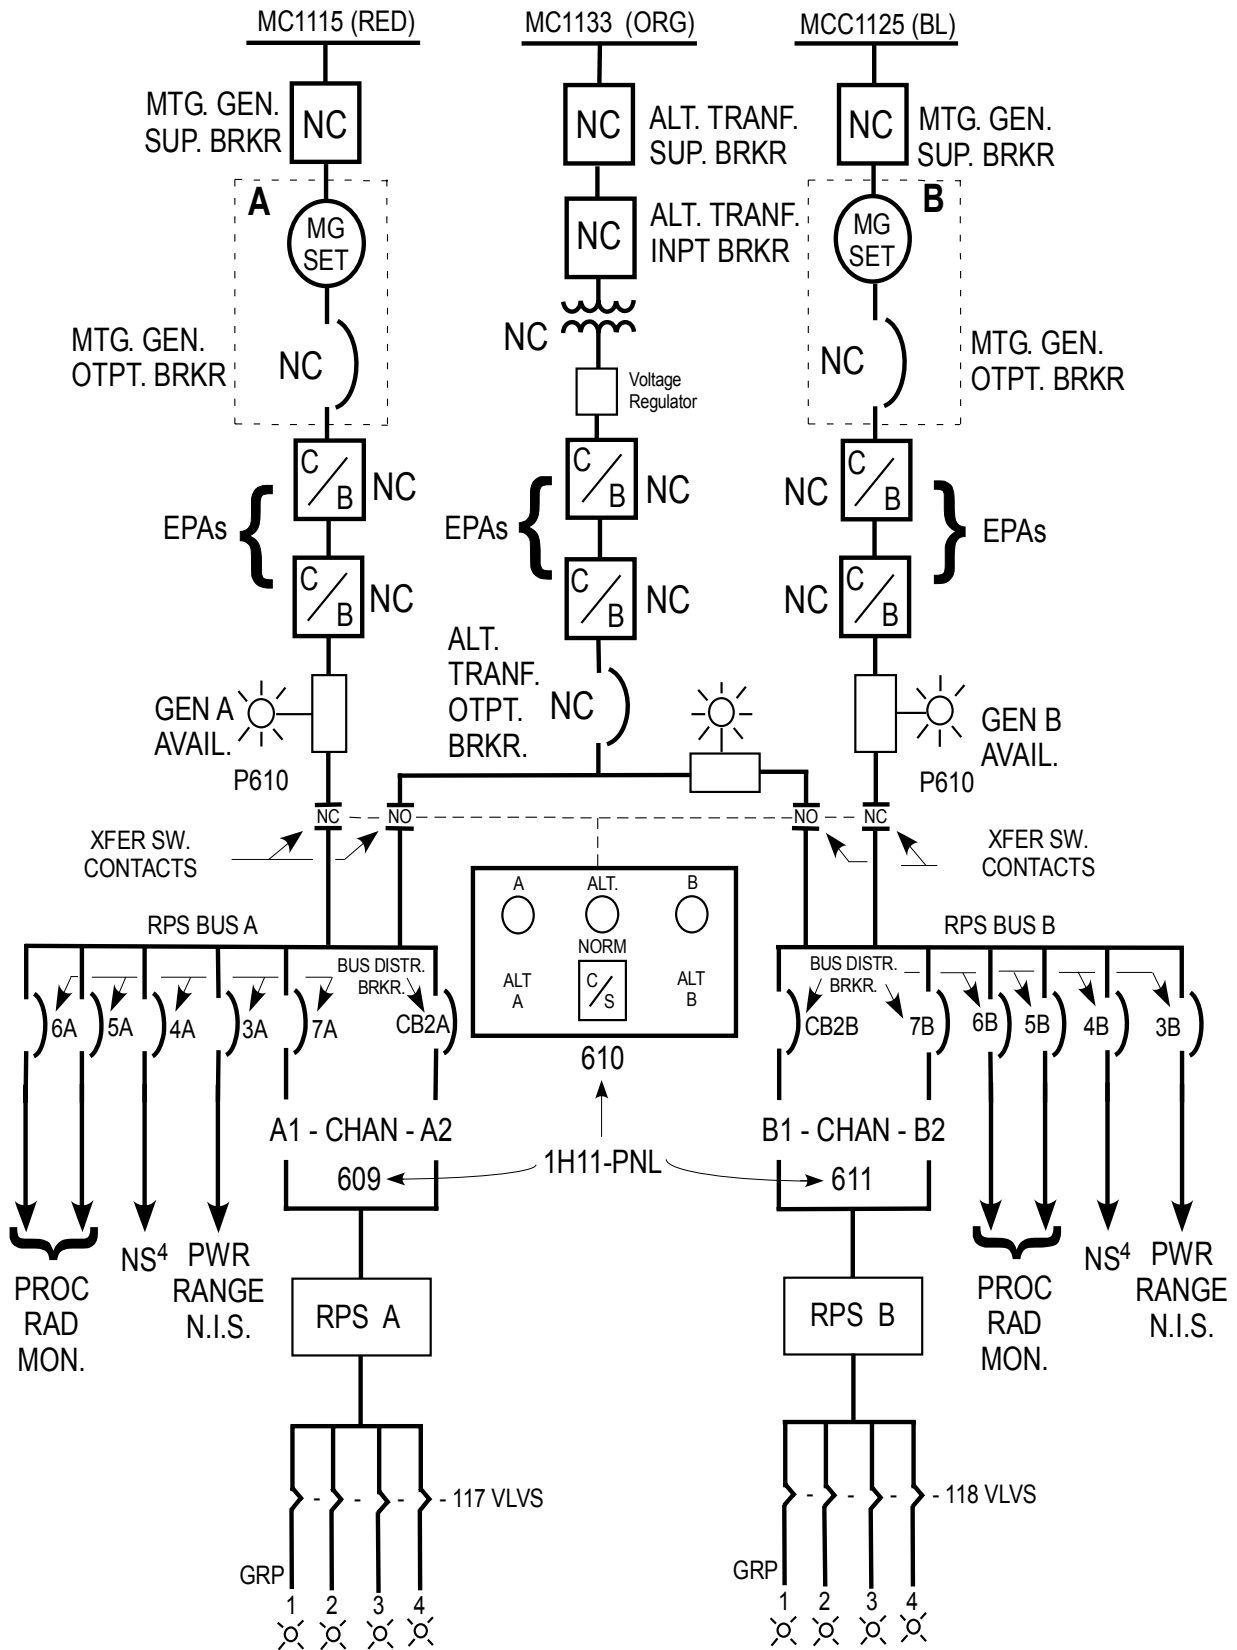 MC1115 (RED)
MC1133 (ORG)
MCC1125 (BL)
MTG. GEN.
SUP. BRKR
NC
NC
ALT. TRANF.
SUP. BRKR
NC
MTG. GEN.
SUP. BRKR
A
MG
SET
NC
ALT. TRANF.
INPT BRKR
B
MG
SET
MTG. GEN.
OTPT. BRKR
NC
NC
Voltage
Regulator
NC
MTG. GEN.
OTPT. BRKR
EPAs
C/B
NC
C/B
NC
EPAs
C/B
NC
C/B
NC
NC
C/B
NC
C/B
EPAs
GEN A
AVAIL.
P610
ALT.
TRANF.
OTPT.
BRKR.
NC
GEN B
AVAIL.
P610
NC
NO
NO
NC
XFER SW.
CONTACTS
XFER SW.
CONTACTS
A
ALT.
B
NORM
ALT
A
C/S
ALT
B
610
RPS BUS A
BUS DISTR.
BRKR.
6A
5A
4A
3A
7A
CB2A
RPS BUS B
BUS DISTR.
BRKR.
CB2B
7B
6B
5B
4B
3B
A1 - CHAN - A2
609
1H11-PNL
B1 - CHAN - B2
611
PROC
RAD
MON.
NS4
PWR
RANGE
N.I.S.
PROC
RAD
MON.
NS4
PWR
RANGE
N.I.S.
RPS A
RPS B
- - - - 117 VLVS
- - - - 118 VLVS
GRP
1 2 3 4
GRP
1 2 3 4